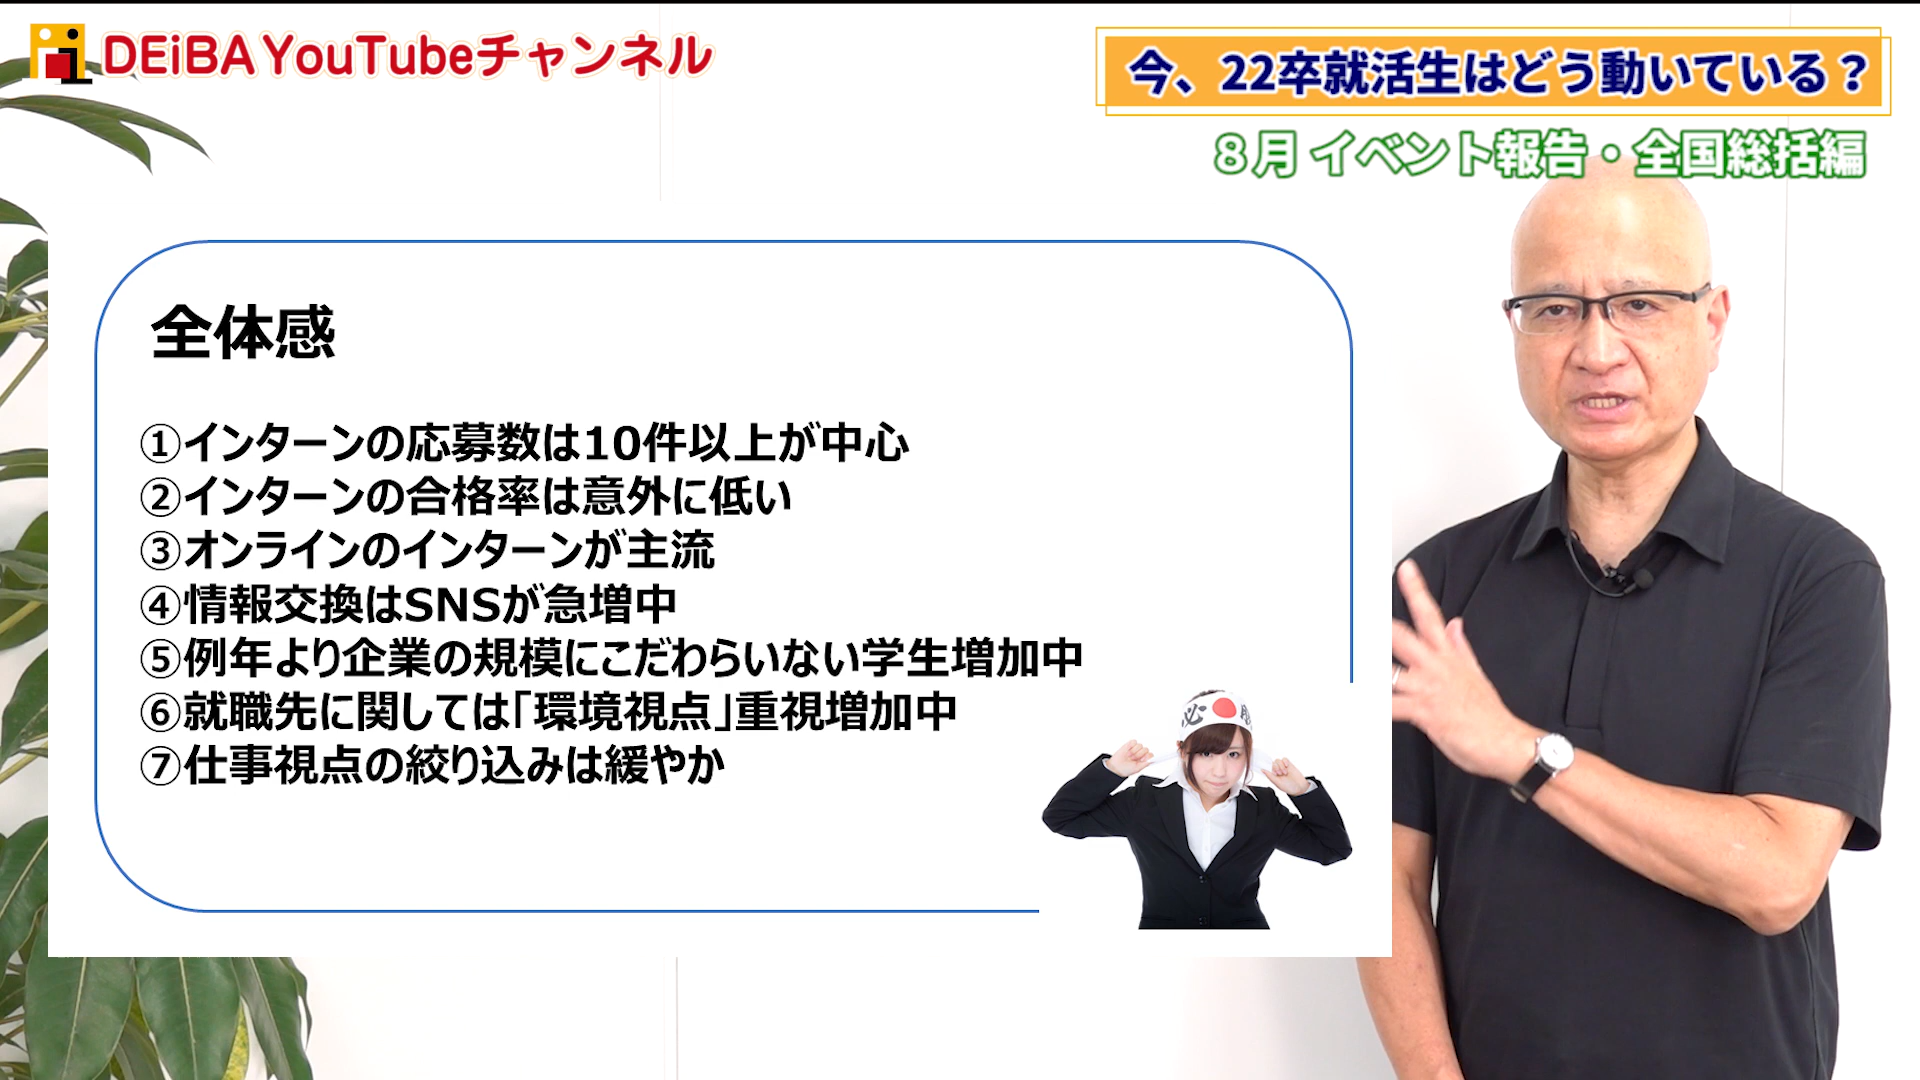 DEiBA YouTubeチャンネル
今、22卒就活生はどう動いている？
８月 イベント報告・全国総括編
全体感
①インターンの応募数は10件以上が中心
②インターンの合格率は意外に低い
③オンラインのインターンが主流
④情報交換はSNSが急増中
⑤例年より企業の規模にこだわらいない学生増加中
⑥就職先に関しては「環境視点」重視増加中
⑦仕事視点の絞り込みは緩やか
必